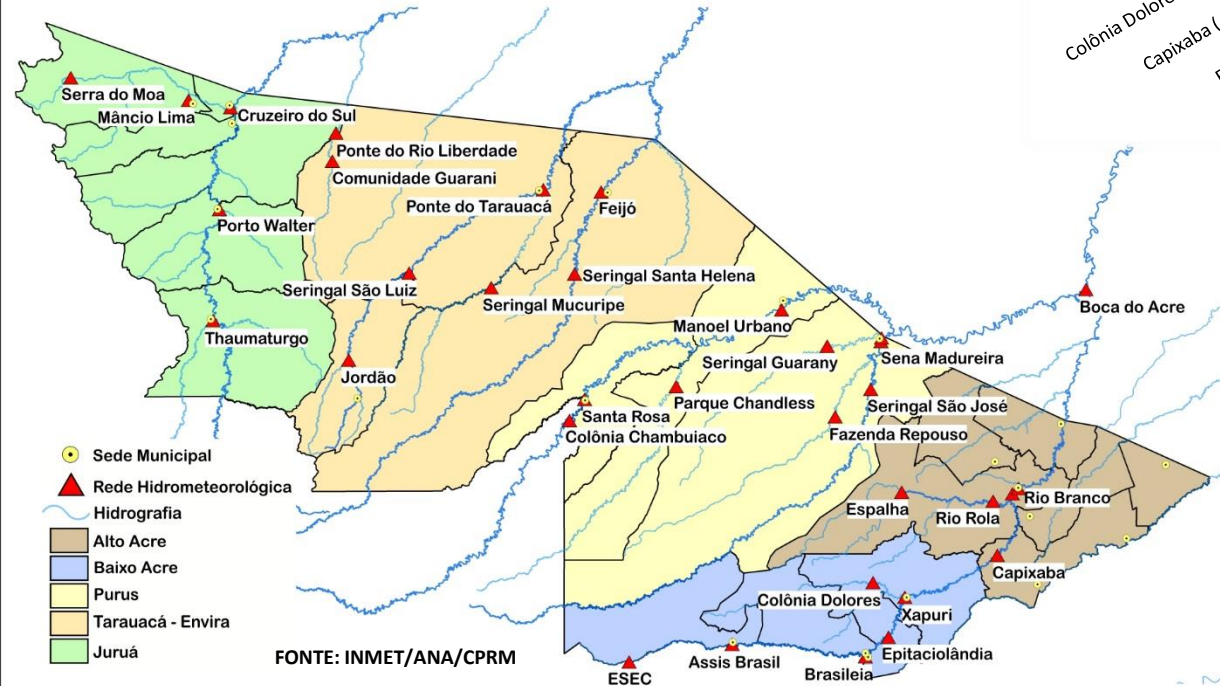 Colônia Dolore
Capixaba (
Serra do Moa
Mâncio Lima
Cruzeiro do Sul
Ponte do Rio Liberdade
Comunidade Guarani
Ponte do Tarauacá
Feijó
Porto Walter
Seringal São Luiz
Seringal Mucuripe
Seringal Santa Helena
Thaumaturgo
Jordão
Manoel Urbano
Boca do Acre
Seringal Guarany
Sena Madureira
Parque Chandless
Santa Rosa
Colônia Chambuiaco
Seringal São José
Fazenda Repouso
Espalha
Rio Rola
Rio Branco
Capixaba
Colônia Dolores
Xapuri
Epitaciolândia
Assis Brasil
Brasileia
ESEC
Sede Municipal
Rede Hidrometeorológica
Hidrografia
Alto Acre
Baixo Acre
Purus
Tarauacá - Envira
Juruá
FONTE: INMET/ANA/CPRM